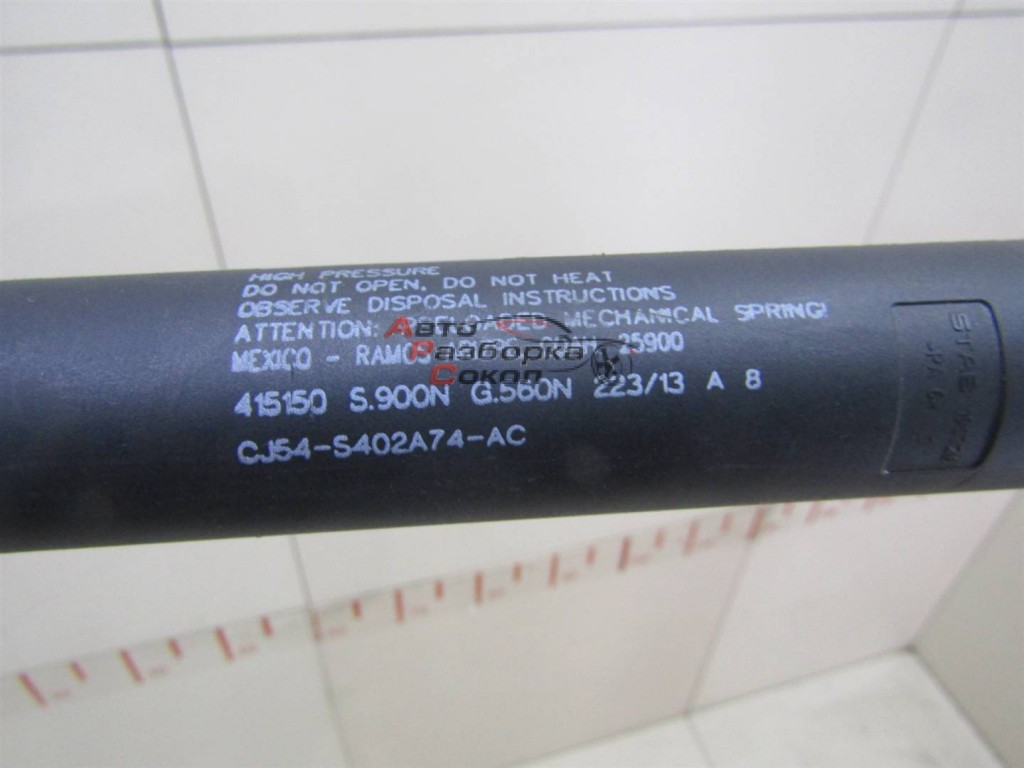 HIGH PRESSURE
DO NOT OPEN, DO NOT HEAT
OBSERVE DISPOSAL INSTRUCTIONS
ATTENTION: PRELOADED MECHANICAL SPRING!
MEXICO - RAMOS 25900
415150 S.900N G.560N 223/13 A 8
CJ54-S402A74-AC
Авто
Разборка
Сокол